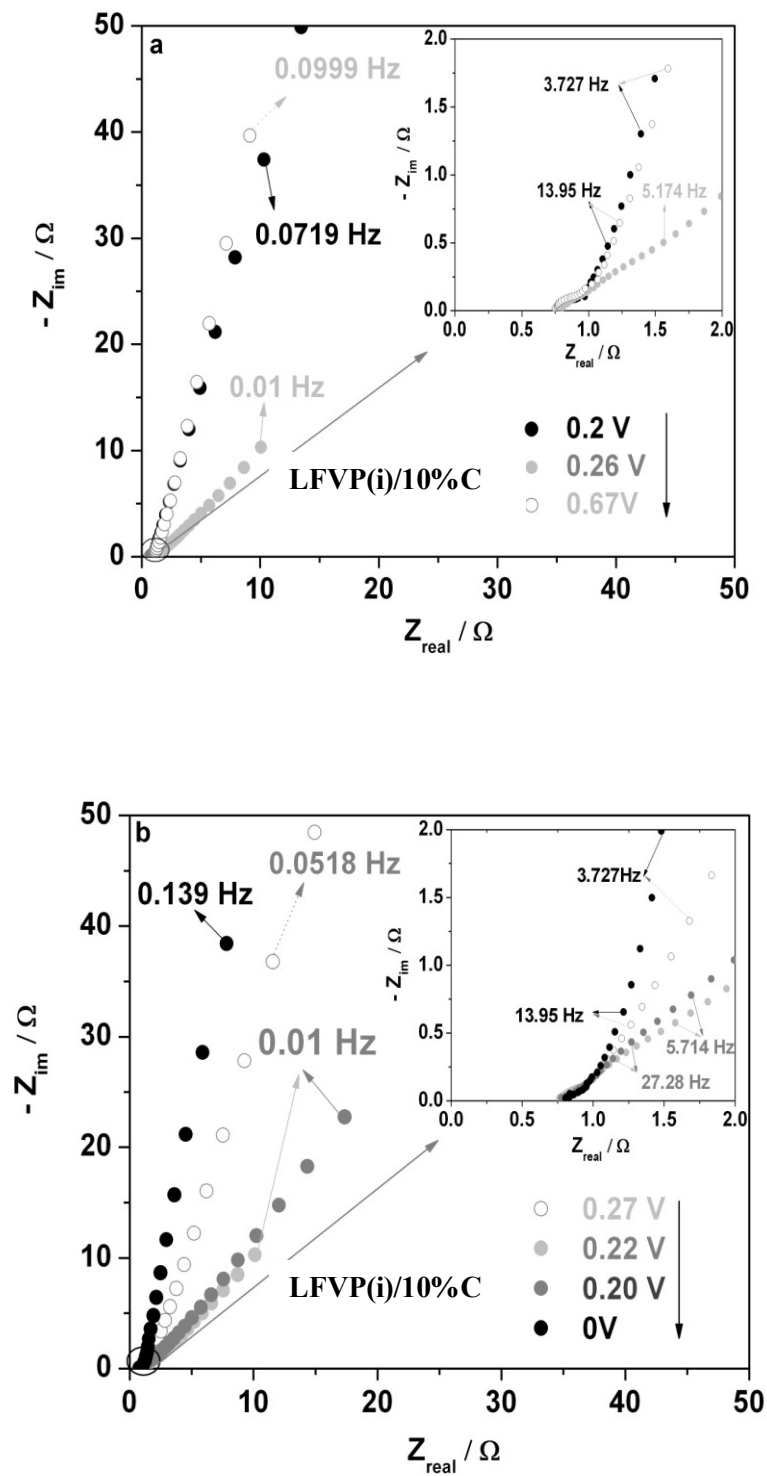 a
50
40
30
20
10
0
- Z_im / Ω
0 10 20 30 40 50
Z_real / Ω
0.0999 Hz
0.0719 Hz
0.01 Hz
LFVP(i)/10%C
0.2 V
0.26 V
0.67V
2.0
1.5
1.0
0.5
0.0
- Z_im / Ω
0.0 0.5 1.0 1.5 2.0
Z_real / Ω
3.727 Hz
13.95 Hz
5.174 Hz
b
50
40
30
20
10
0
- Z_im / Ω
0 10 20 30 40 50
Z_real / Ω
0.139 Hz
0.0518 Hz
0.01 Hz
LFVP(i)/10%C
0.27 V
0.22 V
0.20 V
0V
2.0
1.5
1.0
0.5
0.0
- Z_im / Ω
0.0 0.5 1.0 1.5 2.0
Z_real / Ω
3.727Hz
13.95 Hz
5.714 Hz
27.28 Hz